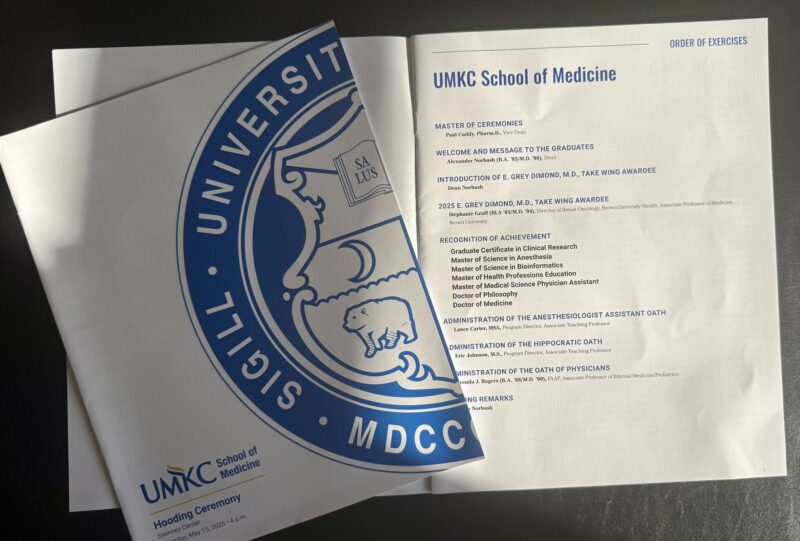 UNIVERSIT
SIGILL
MDCC
SA
LUS
UMKC School of
Medicine
Hooding Ceremony
Swinney Center
day, May 15, 2025 • 4 p.m.
ORDER OF EXERCISES
UMKC School of Medicine
MASTER OF CEREMONIES
Paul Cuddy, Pharm.D., Vice Dean
WELCOME AND MESSAGE TO THE GRADUATES
Alexander Norbash (B.A. '85/M.D. '86), Dean
INTRODUCTION OF E. GREY DIMOND, M.D., TAKE WING AWARDEE
Dean Norbash
2025 E. GREY DIMOND, M.D., TAKE WING AWARDEE
Stephanie Graff (BLA '03/M.D. '04), Director of Breast Oncology, Brown University Health; Associate Professor of Medicine,
Brown University
RECOGNITION OF ACHIEVEMENT
Graduate Certificate in Clinical Research
Master of Science in Anesthesia
Master of Science in Bioinformatics
Master of Health Professions Education
Master of Medical Science Physician Assistant
Doctor of Philosophy
Doctor of Medicine
ADMINISTRATION OF THE ANESTHESIOLOGIST ASSISTANT OATH
Lance Carter, MSA, Program Director, Associate Teaching Professor
ADMINISTRATION OF THE HIPPOCRATIC OATH
Eric Johnson, M.S., Program Director, Associate Teaching Professor
MINISTRATION OF THE OATH OF PHYSICIANS
enda J. Rogers (B.A. '88/M.D. '90), FAAP, Associate Professor of Internal Medicine/Pediatrics
NG REMARKS
Norbash